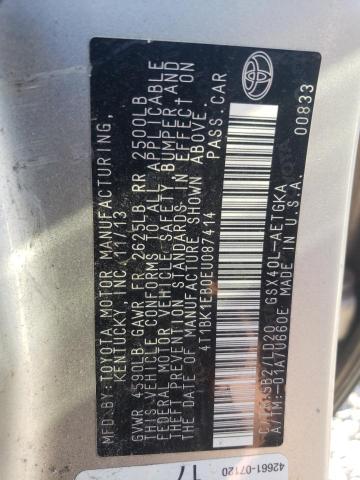 MFD.BY:TOYOTA MOTOR MANUFACTURING,
KENTUCKY, INC. 11/13
GVWR 4590LB GAWR FR 2625LB RR 2500LB
THIS VEHICLE CONFORMS TO ALL APPLICABLE
FEDERAL MOTOR VEHICLE SAFETY, BUMPER, AND
THEFT PREVENTION STANDARDS IN EFFECT ON
THE DATE OF MANUFACTURE SHOWN ABOVE.
4T1BK1EB0EU087414 PASS.CAR
TOYOTA
C/TR: LD20 GSX40L-AETGKA
A/TM:-01A/U660E MADE IN U.S.A.
00833
42661-07120
17